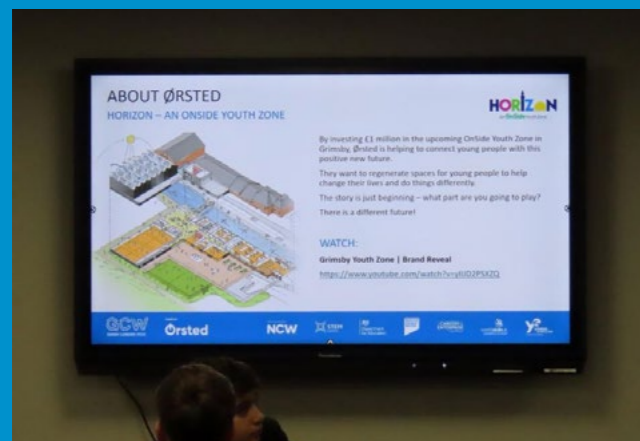 ABOUT ØRSTED
HORIZON – AN ONSIDE YOUTH ZONE
HORIZON
By investing £1 million in the upcoming OnSide Youth Zone in
Grimsby, Ørsted is helping to connect young people with this
positive new future.
They want to regenerate spaces for young people to help
change their lives and do things differently.
The story is just beginning – what part are you going to play?
There is a different future!
WATCH:
Grimsby Youth Zone | Brand Reveal
GCW
Ørsted
NCW
STEM